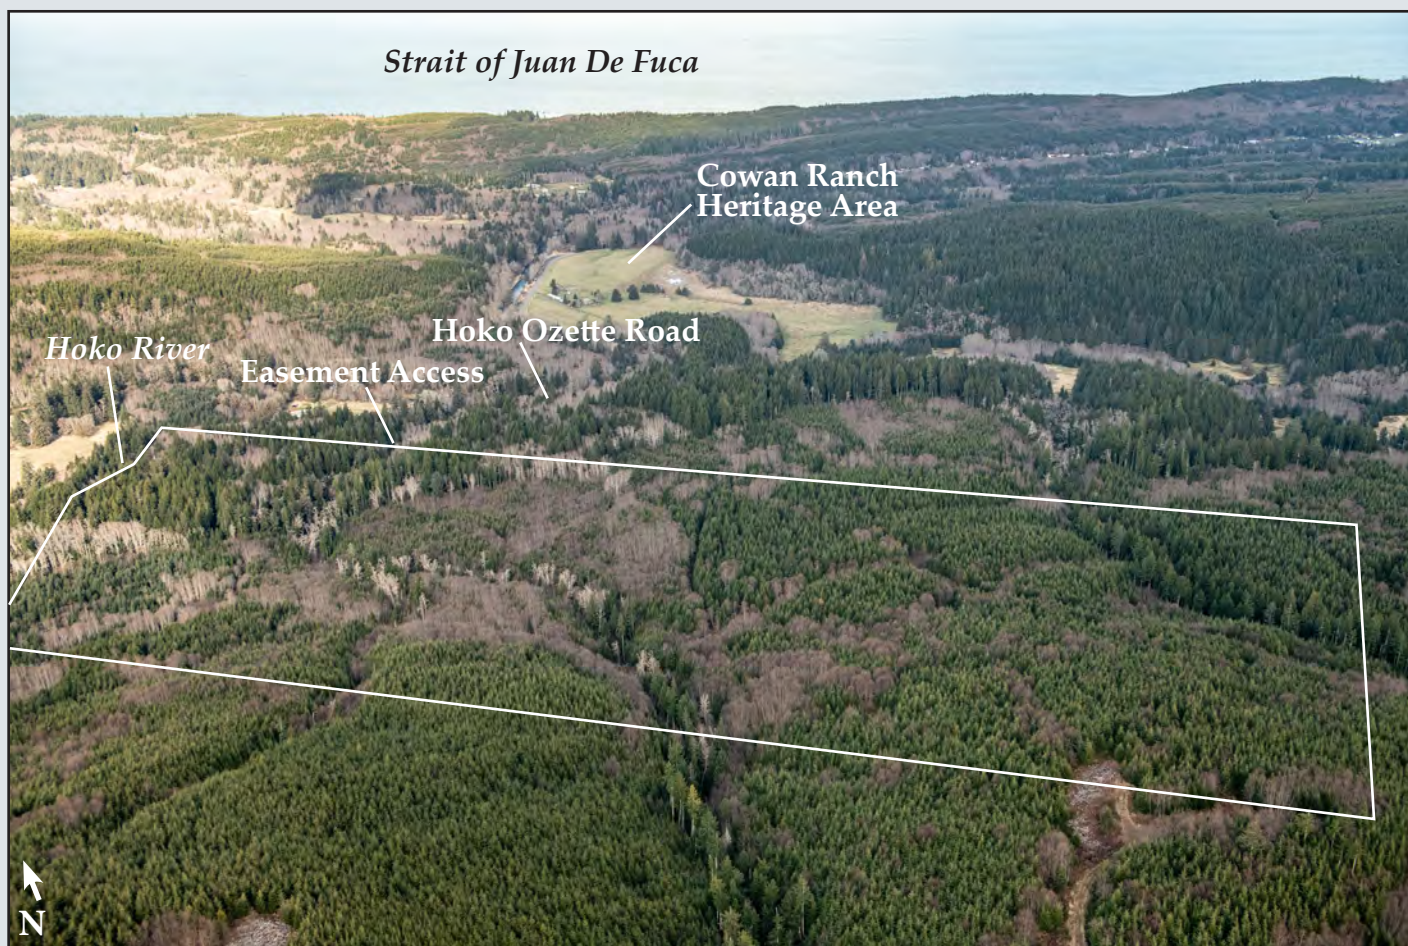 Strait of Juan De Fuca
Cowan Ranch
Heritage Area
Hoko Ozette Road
Hoko River
Easement Access
N